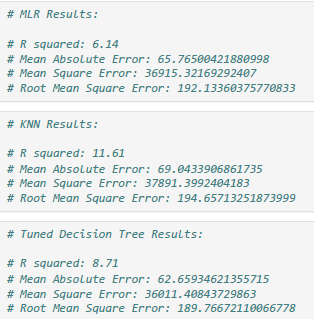 # MLR Results:
# R squared: 6.14
# Mean Absolute Error: 65.76500421880998
# Mean Square Error: 36915.32169292407
# Root Mean Square Error: 192.13360375770833
# KNN Results:
# R squared: 11.61
# Mean Absolute Error: 69.0433906861735
# Mean Square Error: 37891.3992404183
# Root Mean Square Error: 194.65713251873999
# Tuned Decision Tree Results:
# R squared: 8.71
# Mean Absolute Error: 62.65934621355715
# Mean Square Error: 36011.40843729863
# Root Mean Square Error: 189.76672110066778